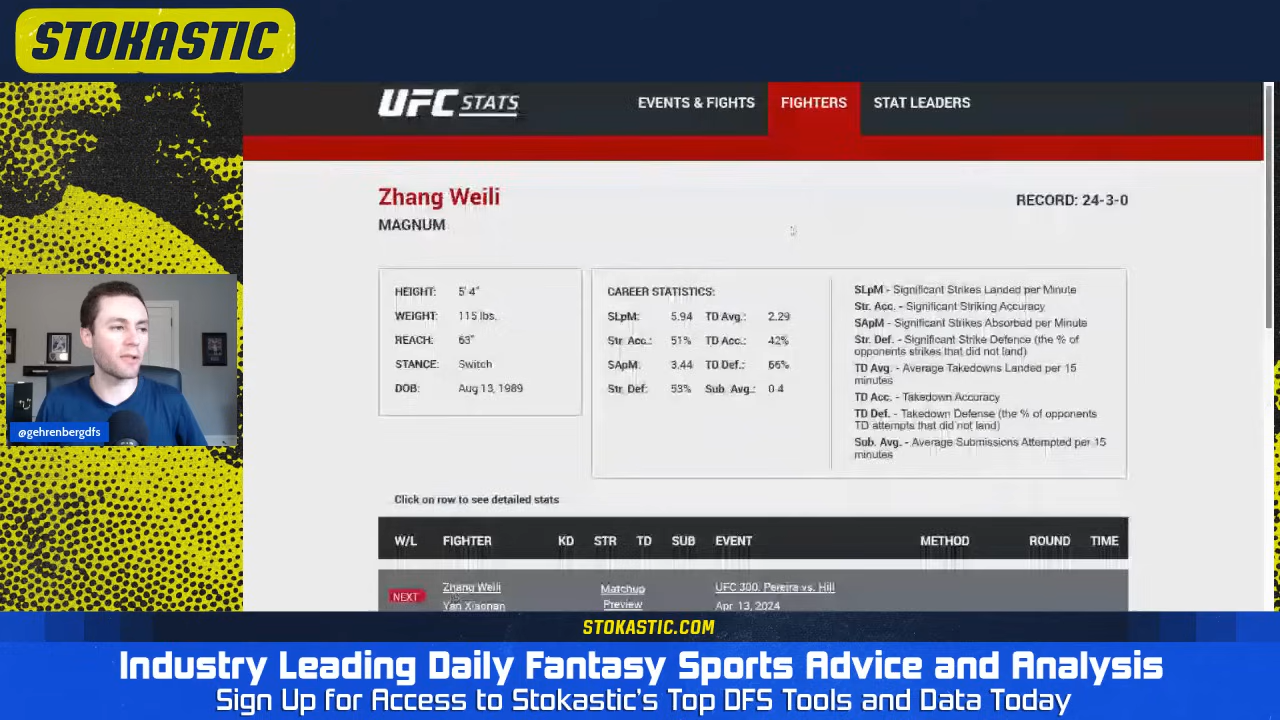 STOKASTIC
UFC STATS
EVENTS & FIGHTS
FIGHTERS
STAT LEADERS
Zhang Weili
RECORD: 24-3-0
MAGNUM
HEIGHT: 5' 4"
WEIGHT: 115 lbs.
REACH: 63"
STANCE: Switch
DOB: Aug 13, 1989
CAREER STATISTICS:
SLpM: 5.94 TD Avg.: 2.29
Str. Acc.: 51% TD Acc.: 42%
SApM: 3.44 TD Def.: 66%
Str. Def: 53% Sub. Avg.: 0.4
SLpM - Significant Strikes Landed per Minute
Str. Acc. - Significant Striking Accuracy
SApM - Significant Strikes Absorbed per Minute
Str. Def. - Significant Strike Defence (the % of
opponents strikes that did not land)
TD Avg. - Average Takedowns Landed per 15
minutes
TD Acc. - Takedown Accuracy
TD Def. - Takedown Defense (the % of opponents
TD attempts that did not land)
Sub. Avg. - Average Submissions Attempted per 15
minutes
@gehrenbergdfs
Click on row to see detailed stats
W/L FIGHTER KD STR TD SUB EVENT METHOD ROUND TIME
NEXT
Zhang Weili
Yan Xiaonan
Matchup
Preview
UFC 300: Pereira vs. Hill
Apr. 13, 2024
STOKASTIC.COM
Industry Leading Daily Fantasy Sports Advice and Analysis
Sign Up for Access to Stokastic's Top DFS Tools and Data Today